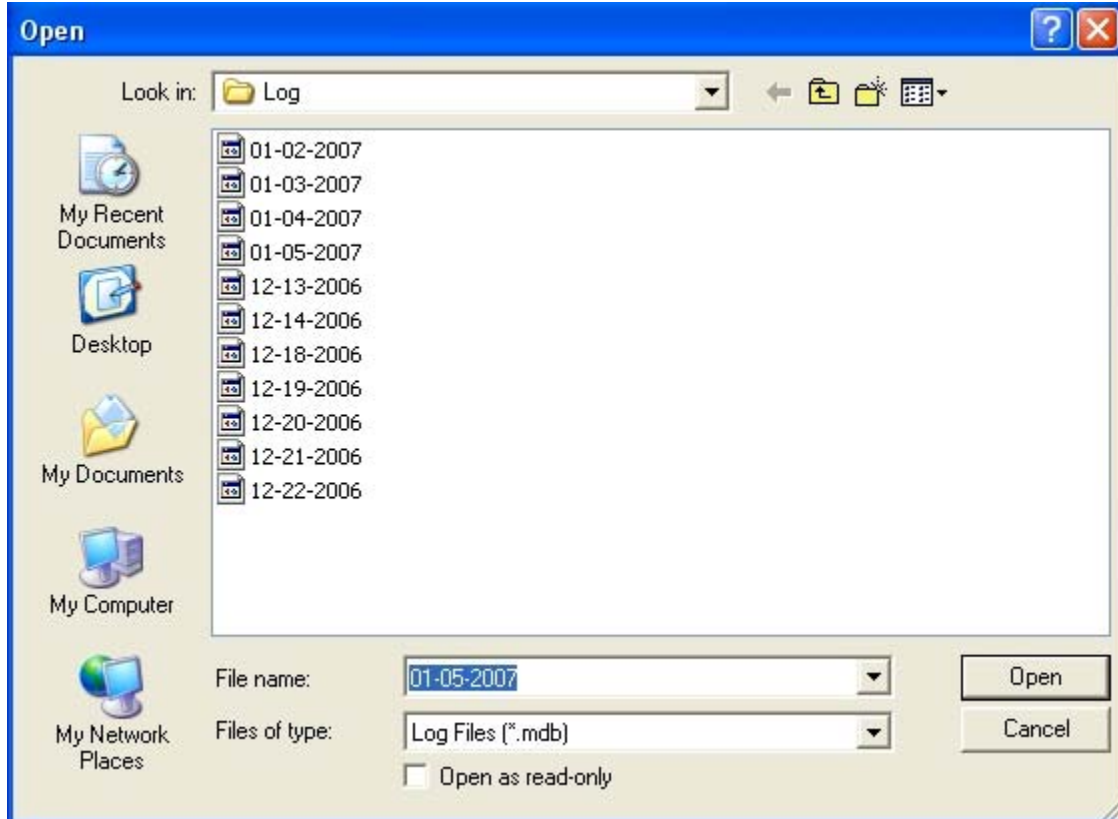 Open
Look in: Log
My Recent
Documents
Desktop
My Documents
My Computer
My Network
Places
01-02-2007
01-03-2007
01-04-2007
01-05-2007
12-13-2006
12-14-2006
12-18-2006
12-19-2006
12-20-2006
12-21-2006
12-22-2006
File name: 01-05-2007 Open
Files of type: Log Files (*.mdb) Cancel
Open as read-only